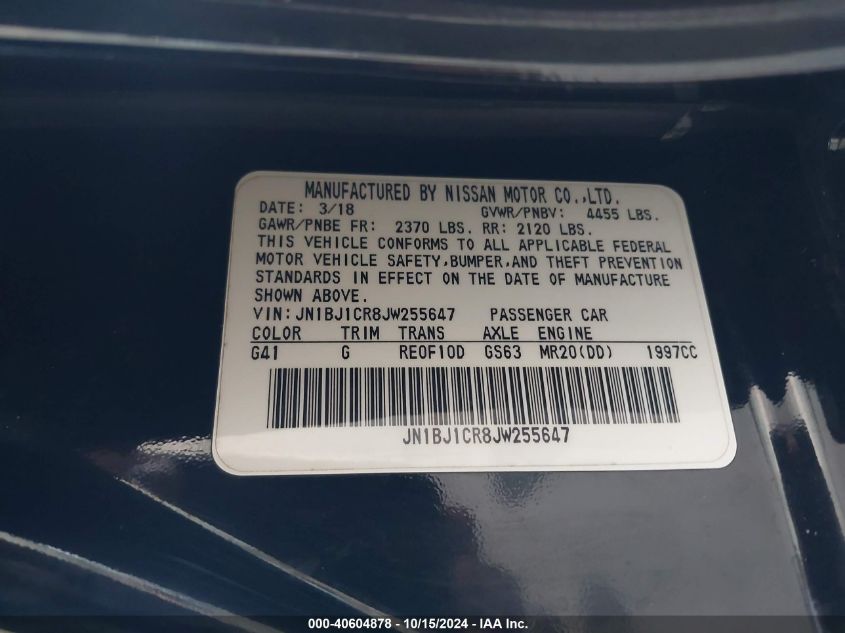 MANUFACTURED BY NISSAN MOTOR CO.,LTD.
DATE: 3/18 GVWR/PNBV: 4455 LBS.
GAWR/PNBE FR: 2370 LBS. RR: 2120 LBS.
THIS VEHICLE CONFORMS TO ALL APPLICABLE FEDERAL
MOTOR VEHICLE SAFETY,BUMPER,AND THEFT PREVENTION
STANDARDS IN EFFECT ON THE DATE OF MANUFACTURE
SHOWN ABOVE.
VIN:JN1BJ1CR8JW255647 PASSENGER CAR
COLOR TRIM TRANS AXLE ENGINE
G41 G RE0F10D GS63 MR20(DD) 1997CC
JN1BJ1CR8JW255647
000-40604878 - 10/15/2024 - IAA Inc.